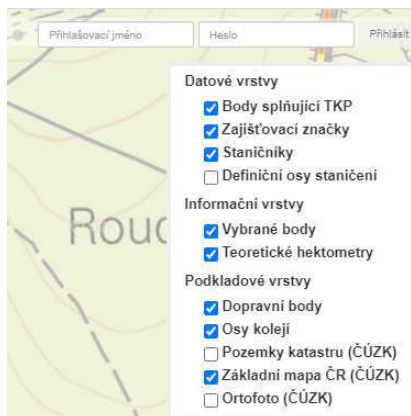 Přihlašovací jméno Heslo Přihlásit
Datové vrstvy
Body splňující TKP
Zajišťovací značky
Staničníky
Definiční osy staničení
Informační vrstvy
Vybrané body
Teoretické hektometry
Podkladové vrstvy
Dopravní body
Osy kolejí
Pozemky katastru (ČÚZK)
Základní mapa ČR (ČÚZK)
Ortofoto (ČÚZK)
Roud